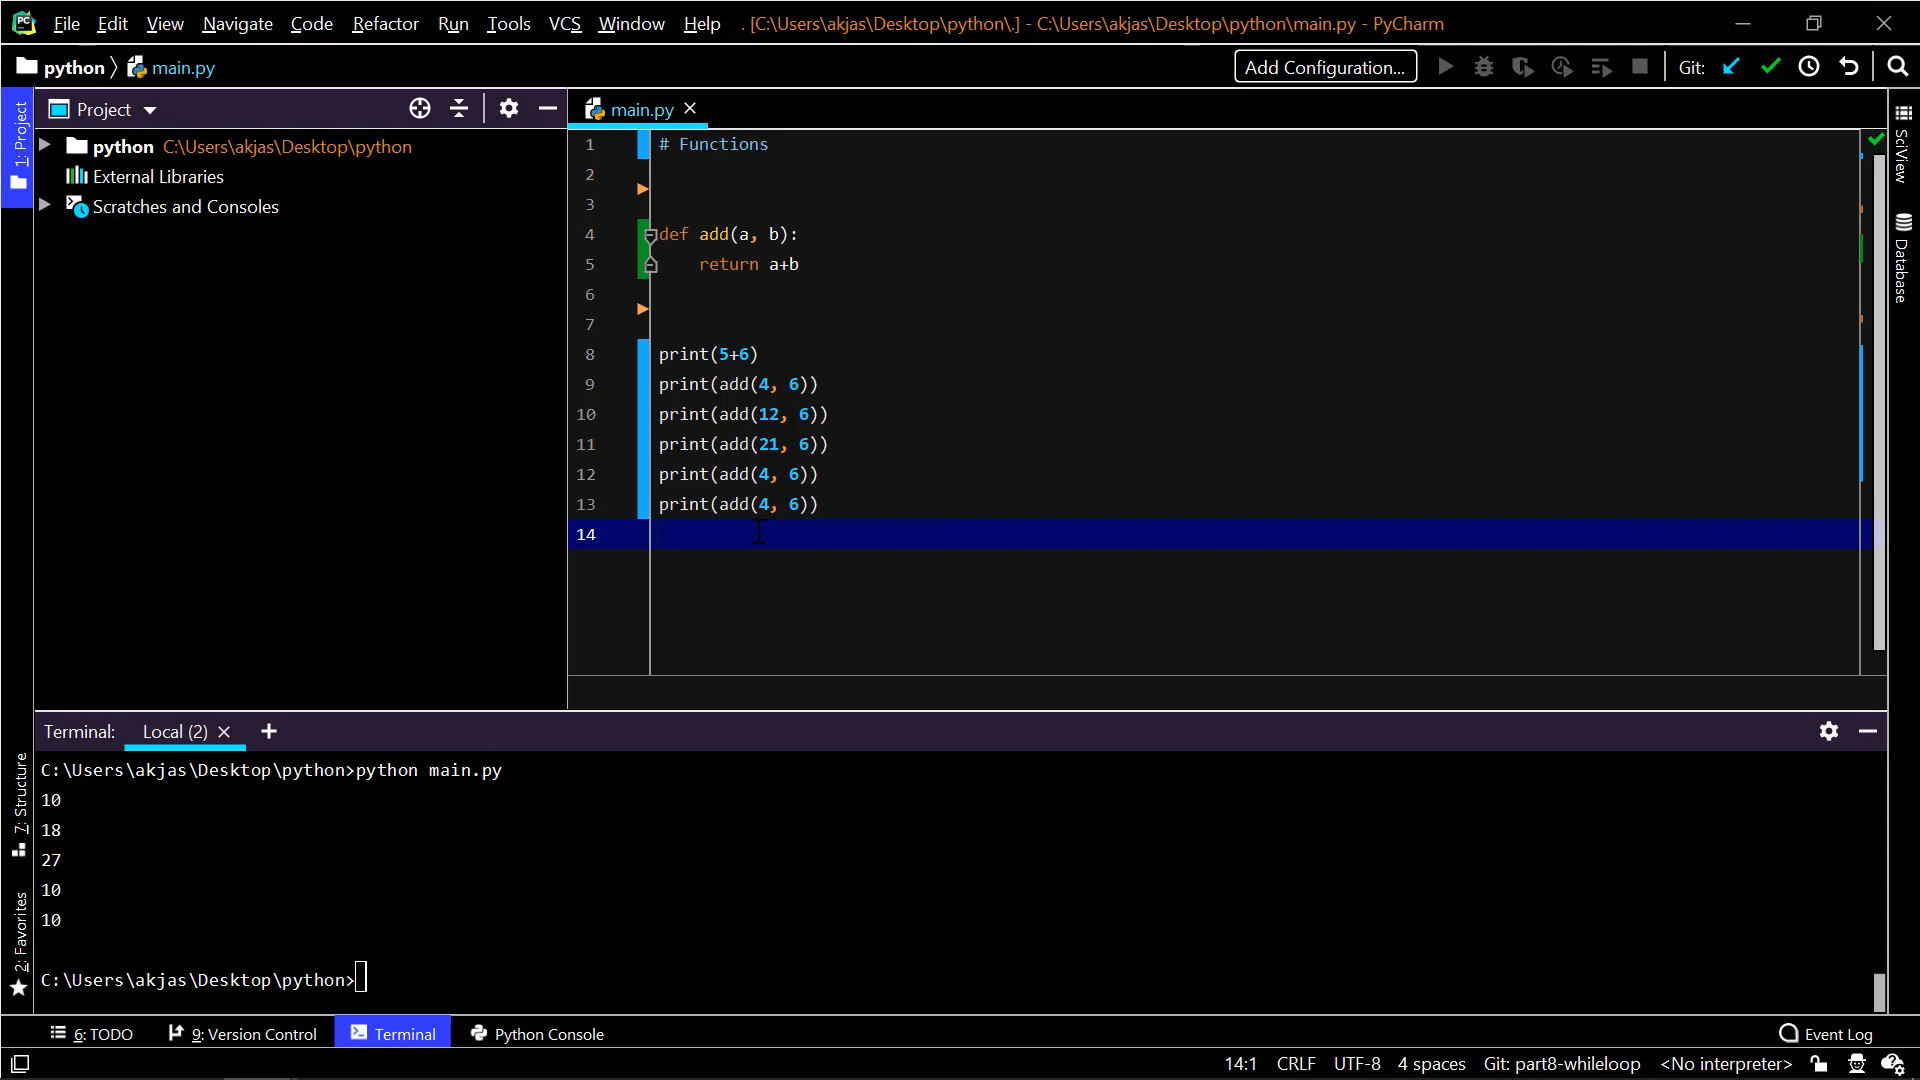 PC File Edit View Navigate Code Refactor Run Tools VCS Window Help . [C:\Users\akjas\Desktop\python\.] - C:\Users\akjas\Desktop\python\main.py - PyCharm
python main.py Add Configuration... Git:
1: Project
Project
main.py
python C:\Users\akjas\Desktop\python
External Libraries
Scratches and Consoles
1 # Functions
2
3
4 def add(a, b):
5 return a+b
6
7
8 print(5+6)
9 print(add(4, 6))
10 print(add(12, 6))
11 print(add(21, 6))
12 print(add(4, 6))
13 print(add(4, 6))
14
SciView
Database
Terminal: Local (2)
7: Structure
2: Favorites
C:\Users\akjas\Desktop\python>python main.py
10
18
27
10
10
C:\Users\akjas\Desktop\python>
6: TODO 9: Version Control Terminal Python Console Event Log
14:1 CRLF UTF-8 4 spaces Git: part8-whileloop <No interpreter>